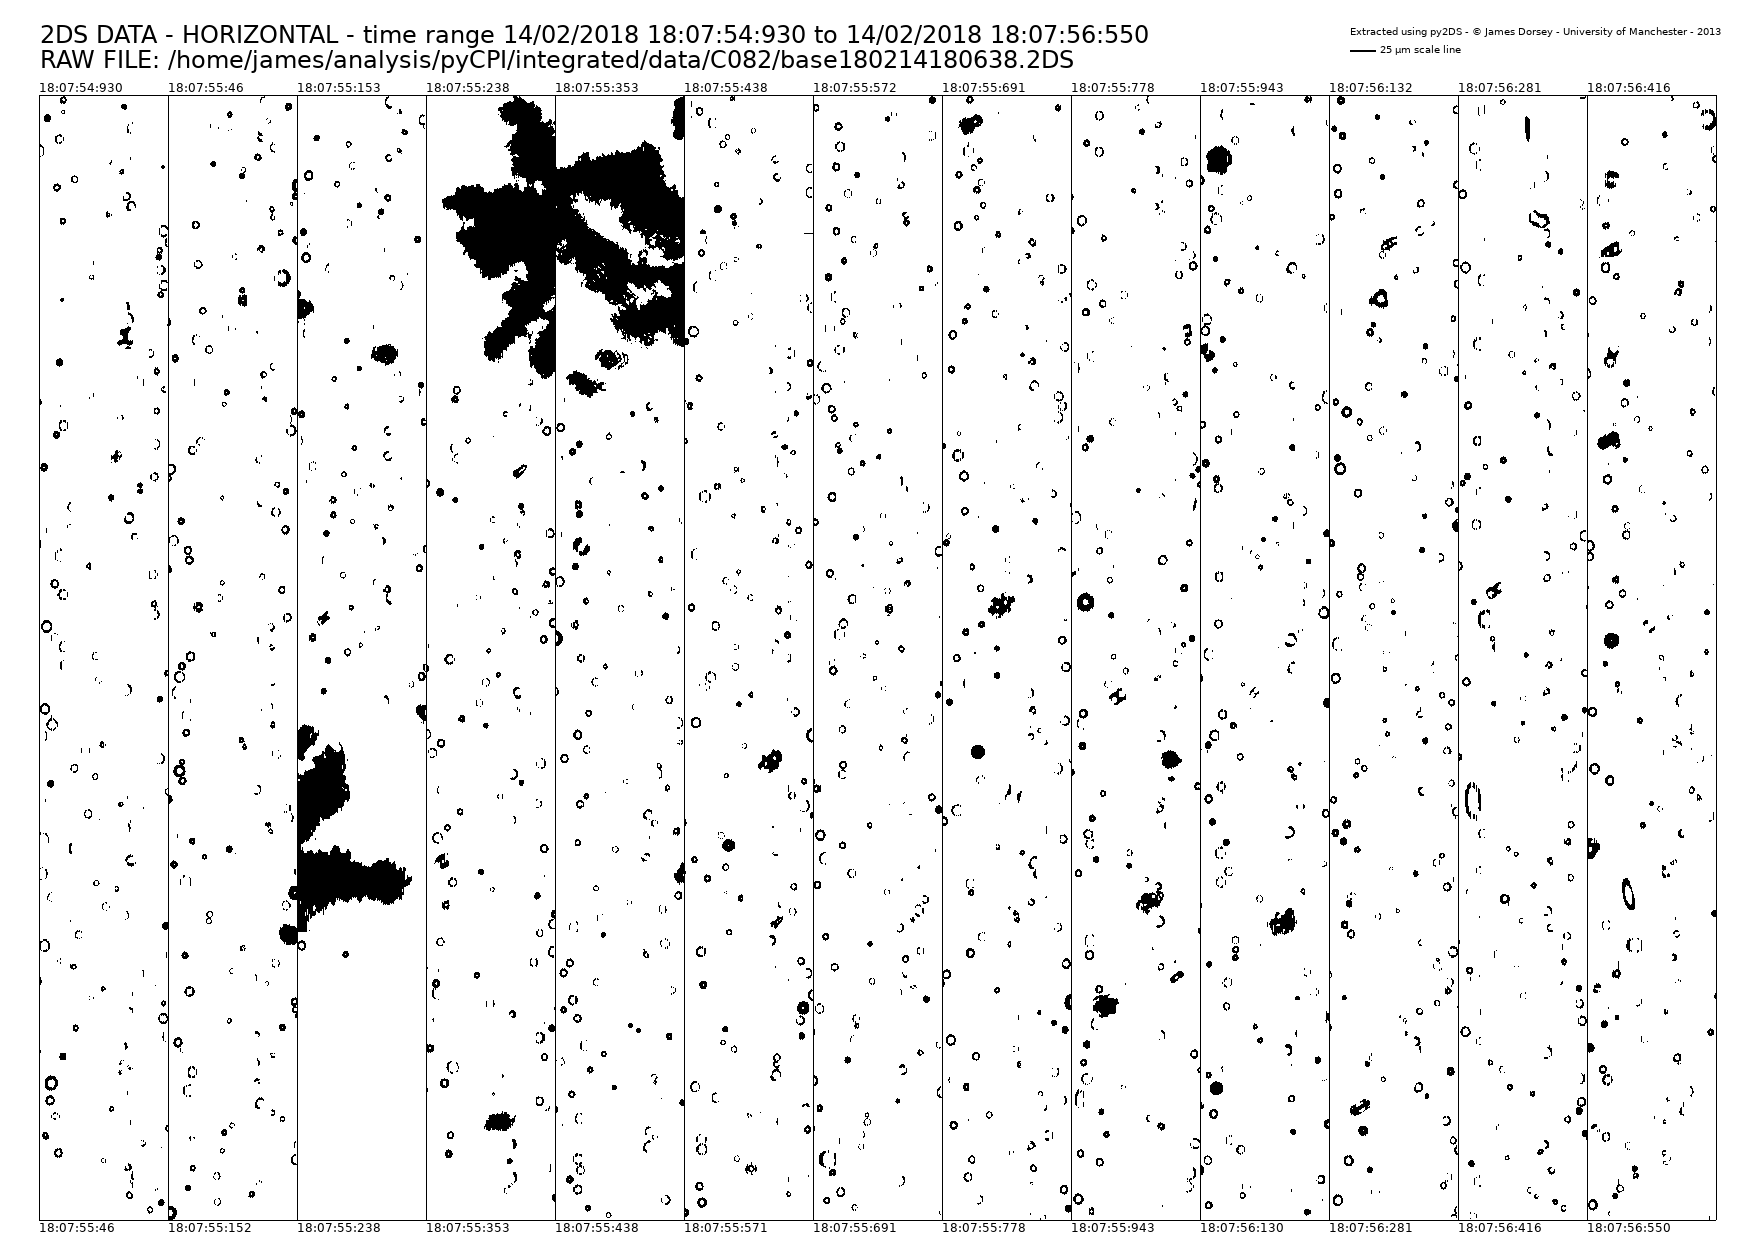 2DS DATA - HORIZONTAL - time range 14/02/2018 18:07:54:930 to 14/02/2018 18:07:56:550
RAW FILE: /home/james/analysis/pyCPI/integrated/data/C082/base180214180638.2DS
Extracted using py2DS - © James Dorsey - University of Manchester - 2013
25 µm scale line
18:07:54:930 18:07:55:46 18:07:55:153 18:07:55:238 18:07:55:353 18:07:55:438 18:07:55:572 18:07:55:691 18:07:55:778 18:07:55:943 18:07:56:132 18:07:56:281 18:07:56:416
18:07:55:46 18:07:55:152 18:07:55:238 18:07:55:353 18:07:55:438 18:07:55:571 18:07:55:691 18:07:55:778 18:07:55:943 18:07:56:130 18:07:56:281 18:07:56:416 18:07:56:550